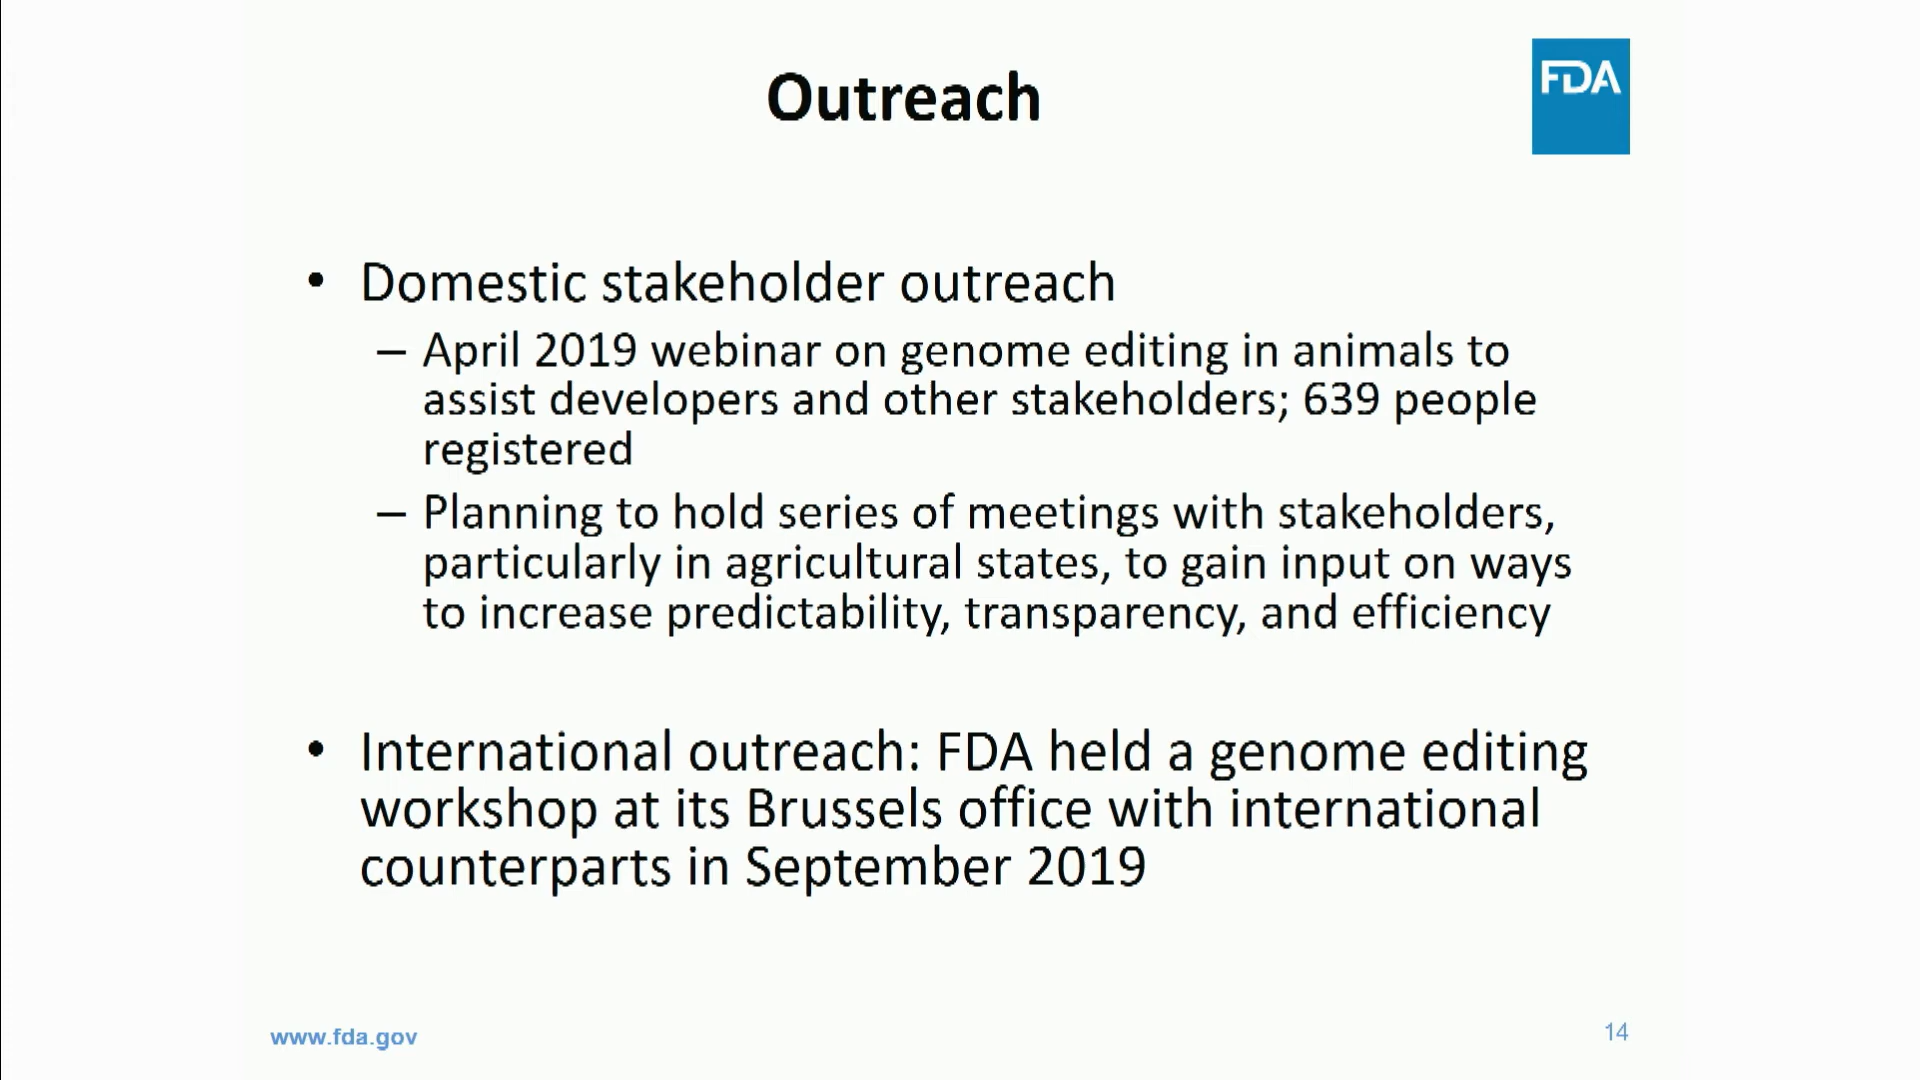 Outreach
FDA
• Domestic stakeholder outreach
– April 2019 webinar on genome editing in animals to
assist developers and other stakeholders; 639 people
registered
– Planning to hold series of meetings with stakeholders,
particularly in agricultural states, to gain input on ways
to increase predictability, transparency, and efficiency
• International outreach: FDA held a genome editing
workshop at its Brussels office with international
counterparts in September 2019
www.fda.gov
14